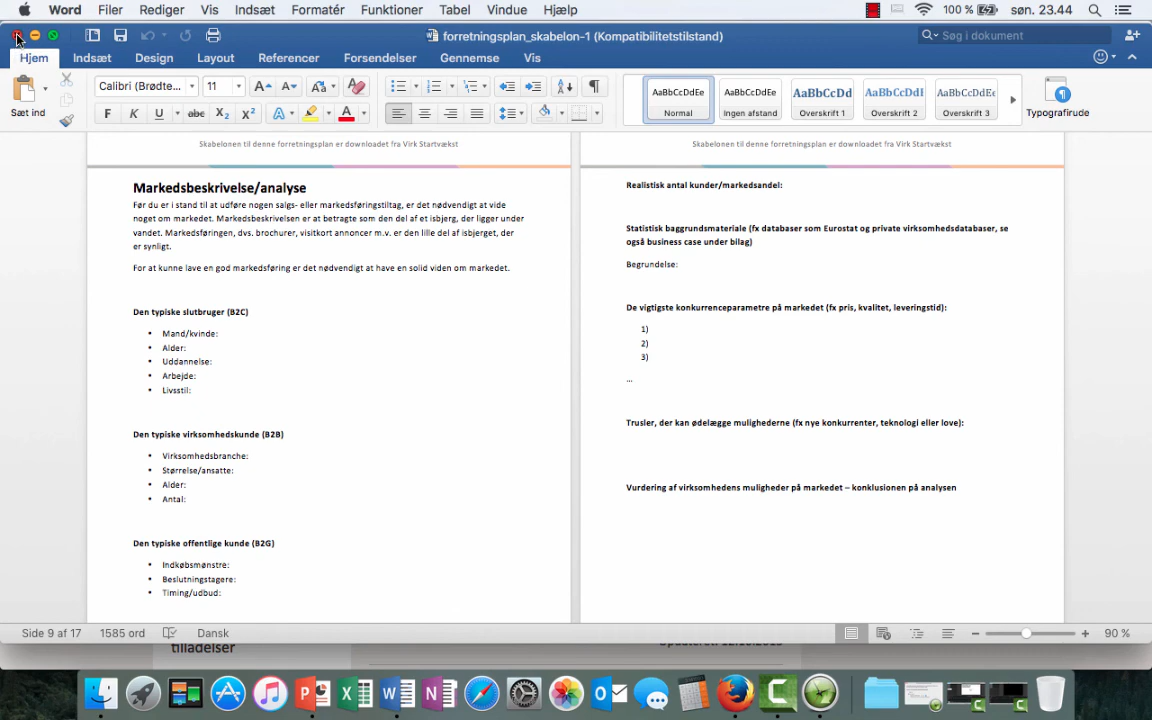 Word Filer Rediger Vis Indsæt Formatér Funktioner Tabel Vindue Hjælp 100 % søn. 23.44
forretningsplan_skabelon-1 (Kompatibilitetstilstand) Søg i dokument
Hjem Indsæt Design Layout Referencer Forsendelser Gennemse Vis
Sæt ind Calibri (Brødte... 11
F K U abc X₂ X²
AaBbCcDdEe AaBbCcDdEe AaBbCcDd AaBbCcDdI AaBbCcDdEe
Normal Ingen afstand Overskrift 1 Overskrift 2 Overskrift 3 Typografirude
Skabelonen til denne forretningsplan er downloadet fra Virk Startvækst
Markedsbeskrivelse/analyse
Før du er i stand til at udføre nogen salgs- eller markedsføringstiltag, er det nødvendigt at vide
noget om markedet. Markedsbeskrivelsen er at betragte som den del af et isbjerg, der ligger under
vandet. Markedsføringen, dvs. brochurer, visitkort annoncer m.v. er den lille del af isbjerget, der
er synligt.
For at kunne lave en god markedsføring er det nødvendigt at have en solid viden om markedet.
Den typiske slutbruger (B2C)
• Mand/kvinde:
• Alder:
• Uddannelse:
• Arbejde:
• Livsstil:
Den typiske virksomhedskunde (B2B)
• Virksomhedsbranche:
• Størrelse/ansatte:
• Alder:
• Antal:
Den typiske offentlige kunde (B2G)
• Indkøbsmønstre:
• Beslutningstagere:
• Timing/udbud:
Skabelonen til denne forretningsplan er downloadet fra Virk Startvækst
Realistisk antal kunder/markedsandel:
Statistisk baggrundsmateriale (fx databaser som Eurostat og private virksomhedsdatabaser, se
også business case under bilag)
Begrundelse:
De vigtigste konkurrenceparametre på markedet (fx pris, kvalitet, leveringstid):
1)
2)
3)
...
Trusler, der kan ødelægge mulighederne (fx nye konkurrenter, teknologi eller love):
Vurdering af virksomhedens muligheder på markedet – konklusionen på analysen
Side 9 af 17 1585 ord Dansk 90 %
tilladelser